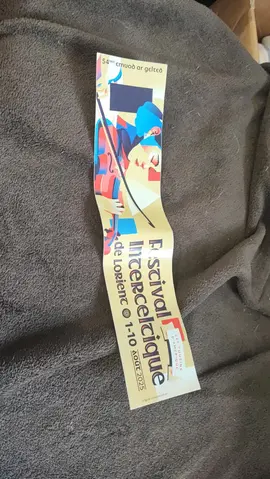 54vet emvod ar gelted
Festival
Interceltique
de Lorient
1-10
août 2025